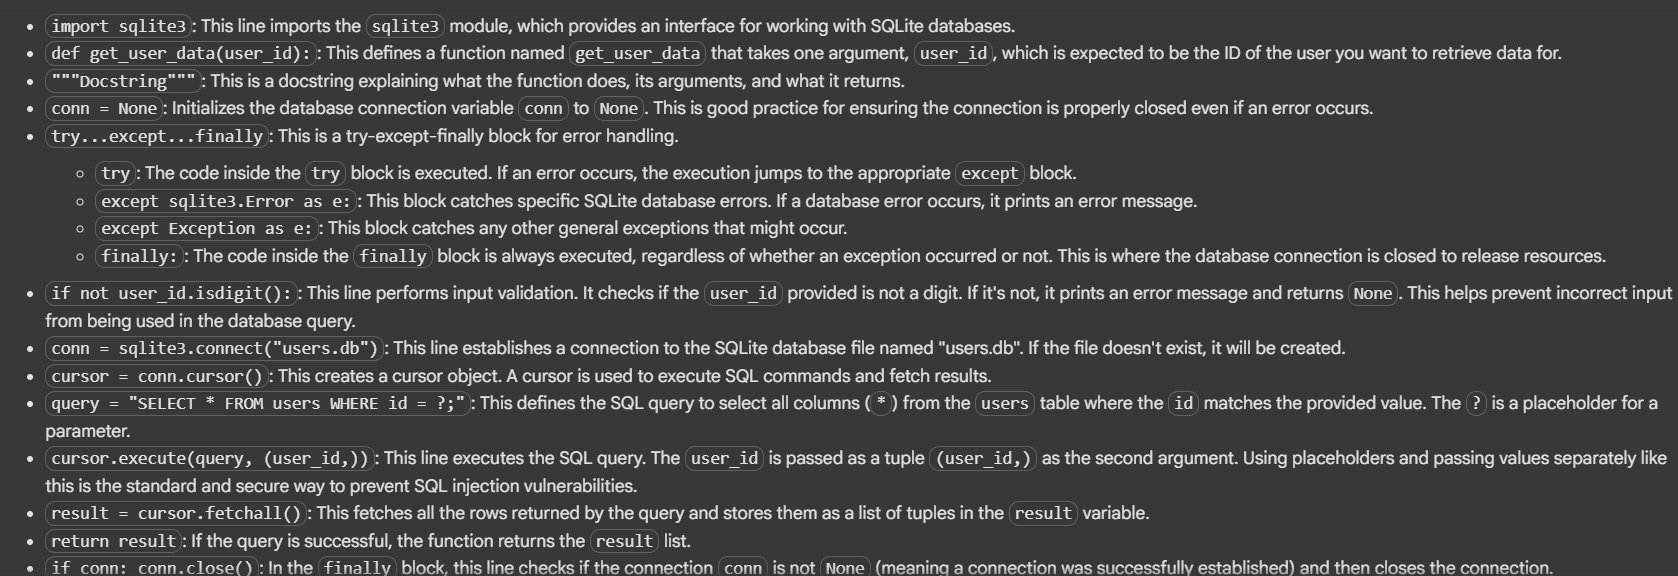 import sqlite3: This line imports the sqlite3 module, which provides an interface for working with SQLite databases.
def get_user_data(user_id):: This defines a function named get_user_data that takes one argument, user_id, which is expected to be the ID of the user you want to retrieve data for.
"""Docstring""": This is a docstring explaining what the function does, its arguments, and what it returns.
conn = None: Initializes the database connection variable conn to None. This is good practice for ensuring the connection is properly closed even if an error occurs.
try...except...finally: This is a try-except-finally block for error handling.
try: The code inside the try block is executed. If an error occurs, the execution jumps to the appropriate except block.
except sqlite3.Error as e:: This block catches specific SQLite database errors. If a database error occurs, it prints an error message.
except Exception as e:: This block catches any other general exceptions that might occur.
finally:: The code inside the finally block is always executed, regardless of whether an exception occurred or not. This is where the database connection is closed to release resources.
if not user_id.isdigit():: This line performs input validation. It checks if the user_id provided is not a digit. If it's not, it prints an error message and returns None. This helps prevent incorrect input
from being used in the database query.
conn = sqlite3.connect("users.db"): This line establishes a connection to the SQLite database file named "users.db". If the file doesn't exist, it will be created.
cursor = conn.cursor(): This creates a cursor object. A cursor is used to execute SQL commands and fetch results.
query = "SELECT * FROM users WHERE id = ?;": This defines the SQL query to select all columns (*) from the users table where the id matches the provided value. The ? is a placeholder for a
parameter.
cursor.execute(query, (user_id,)): This line executes the SQL query. The user_id is passed as a tuple (user_id,) as the second argument. Using placeholders and passing values separately like
this is the standard and secure way to prevent SQL injection vulnerabilities.
result = cursor.fetchall(): This fetches all the rows returned by the query and stores them as a list of tuples in the result variable.
return result: If the query is successful, the function returns the result list.
if conn: conn.close(): In the finally block, this line checks if the connection conn is not None (meaning a connection was successfully established) and then closes the connection.